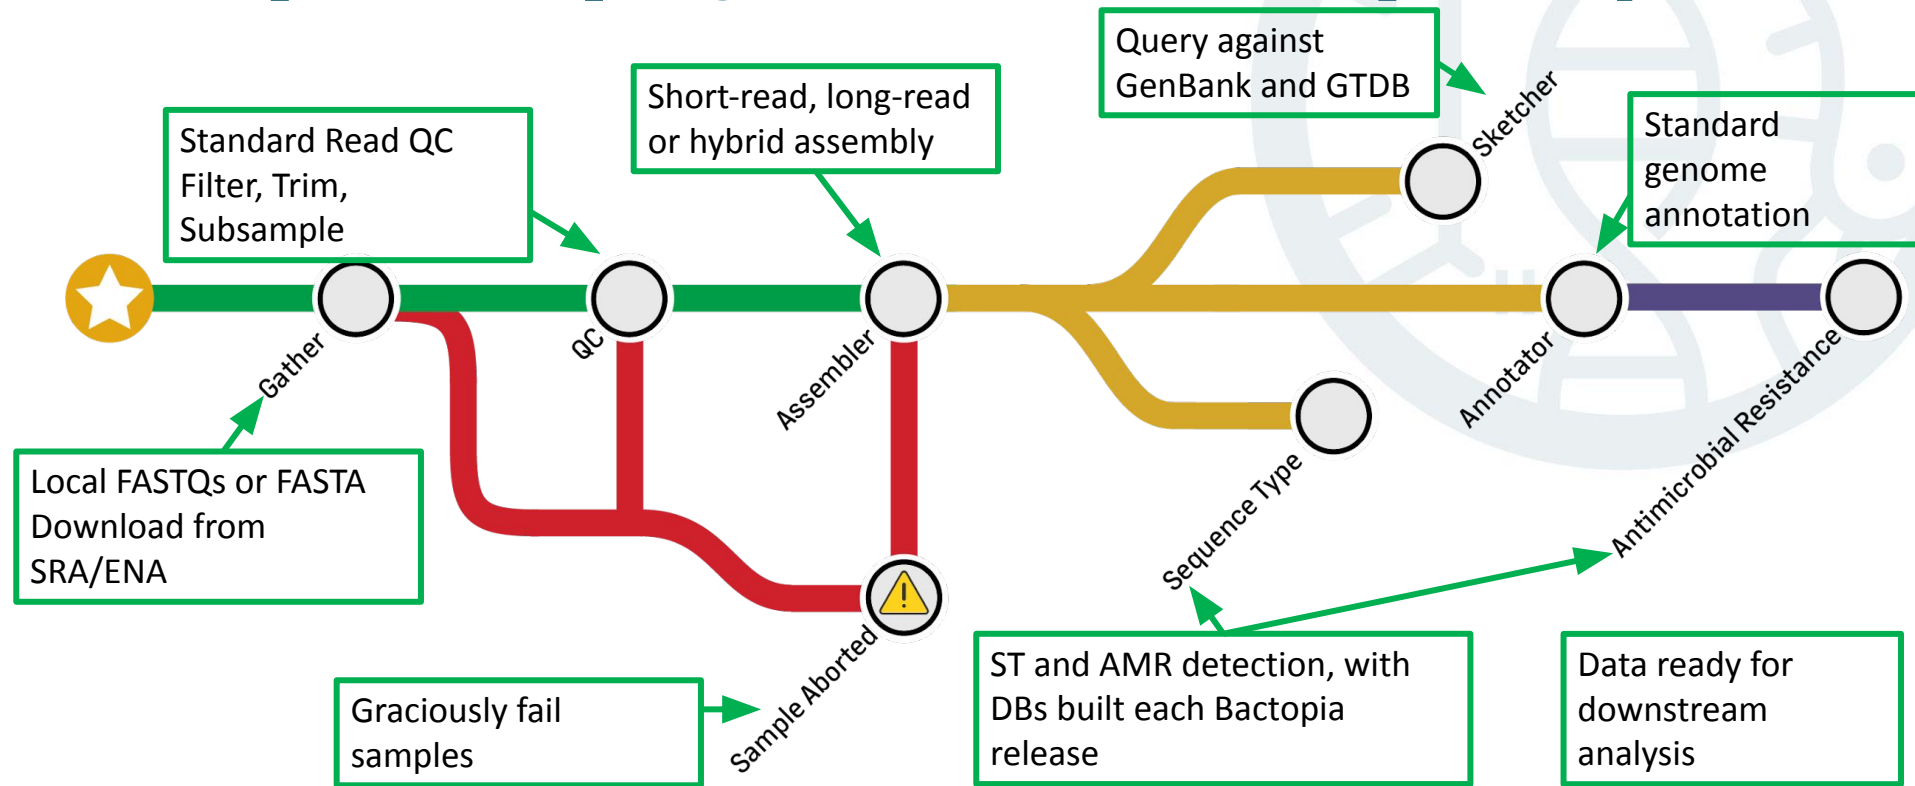 Query against
GenBank and GTDB
Short-read, long-read
or hybrid assembly
Standard Read QC
Filter, Trim,
Subsample
Standard
genome
annotation
Sketcher
Gather
QC
Assembler
Annotator
Antimicrobial Resistance
Sequence Type
Local FASTQs or FASTA
Download from
SRA/ENA
Sample Aborted
Graciously fail
samples
ST and AMR detection, with
DBs built each Bactopia
release
Data ready for
downstream
analysis